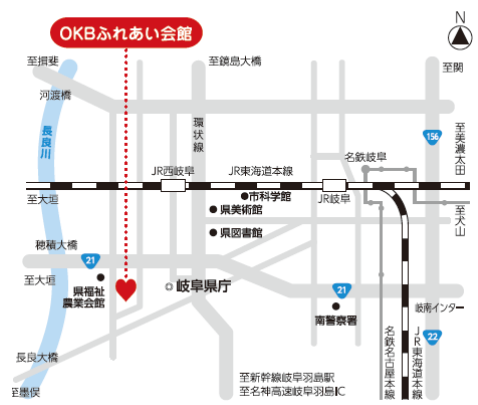 OKBふれあい会館
N
至揖斐
至鏡島大橋
至関
河渡橋
環状線
長良川
156
至美濃太田
名鉄岐阜
JR西岐阜
JR東海道本線
市科学館
JR岐阜
至大垣
県美術館
至犬山
県図書館
穂積大橋
21
至大垣
県福祉
農業会館
岐阜県庁
21
南警察署
岐南インター
22
名鉄名古屋本線
JR東海道本線
長良大橋
至新幹線岐阜羽島駅
至名神高速岐阜羽島IC
至墨俣